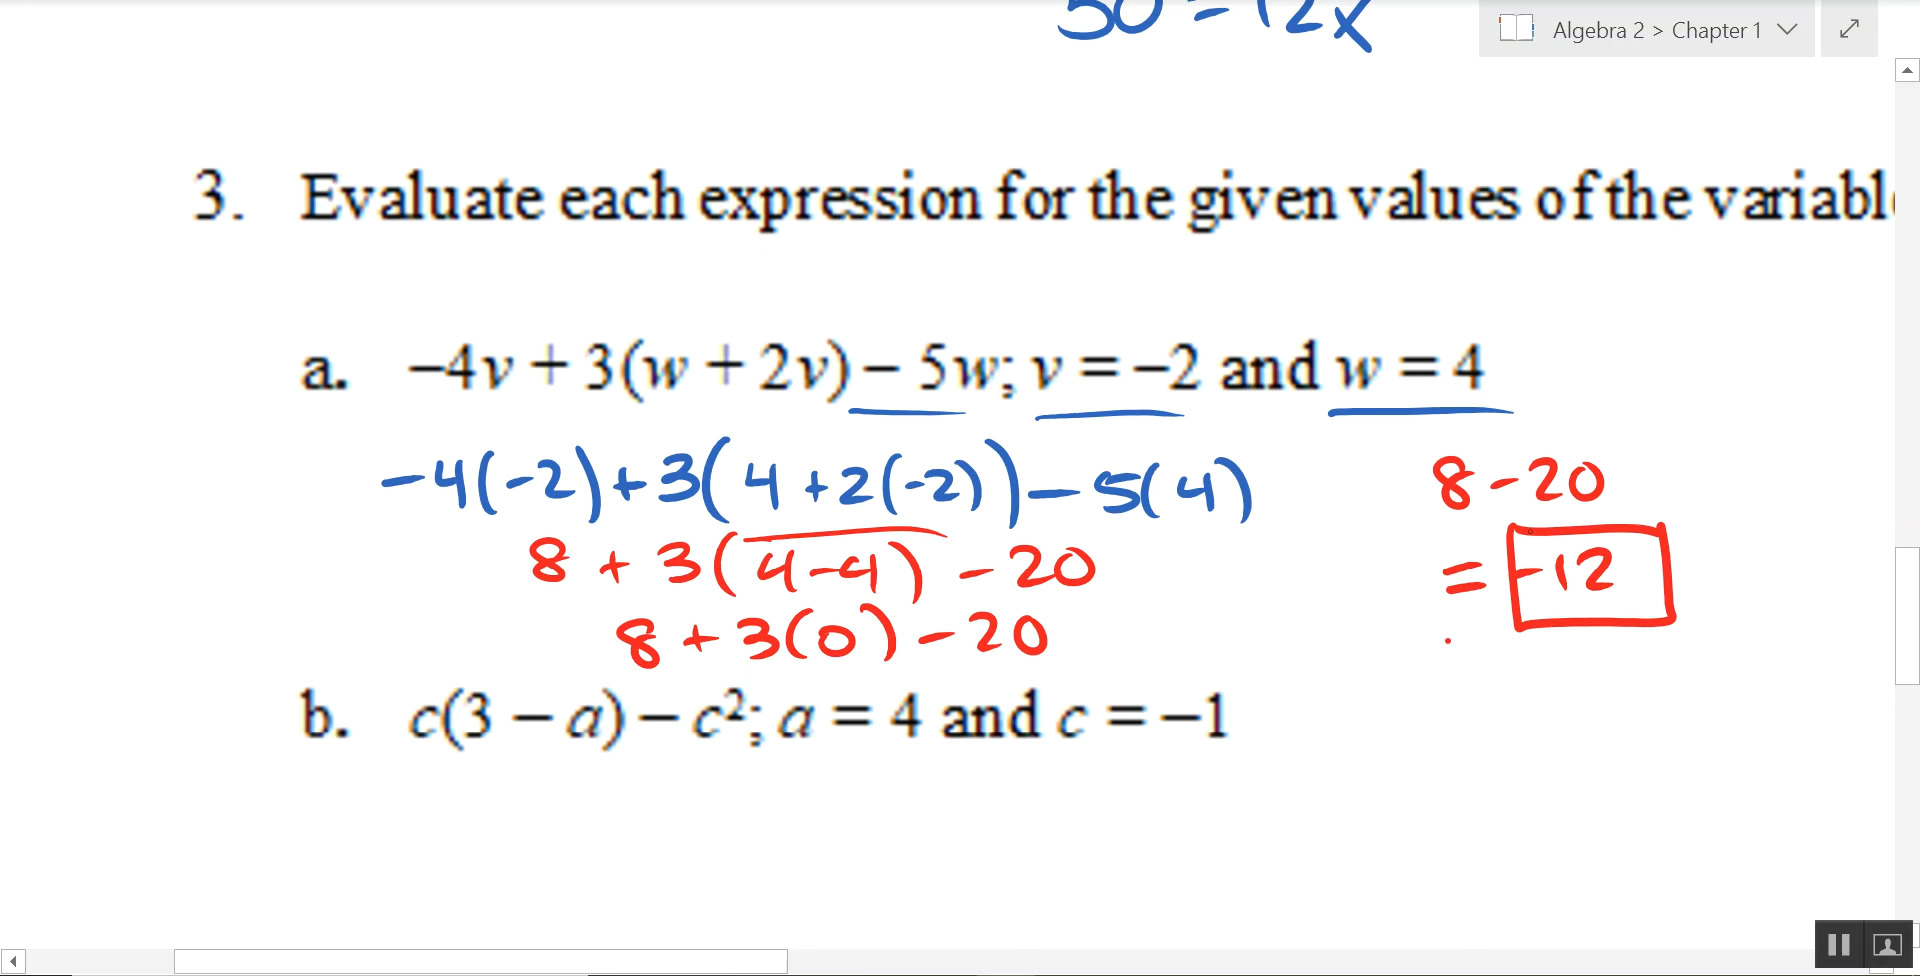 50 = 12x
Algebra 2 > Chapter 1
3. Evaluate each expression for the given values of the variabl
a. −4v + 3(w + 2v) − 5w; v = −2 and w = 4
-4(-2)+3(4+2(-2))-5(4)
8-20
8 + 3(4-4) -20
= -12
8 + 3(0) -20
b. c(3 − a) − c²; a = 4 and c = −1